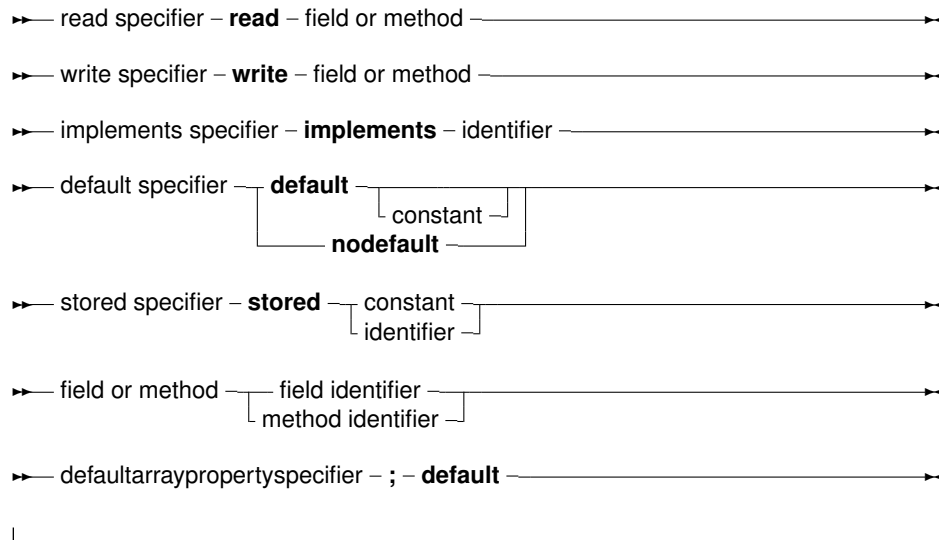 read specifier – read – field or method
write specifier – write – field or method
implements specifier – implements – identifier
default specifier default
constant
nodefault
stored specifier – stored constant
identifier
field or method field identifier
method identifier
defaultarraypropertyspecifier – ; – default